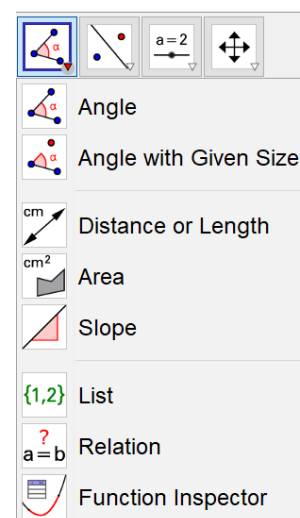 α
a=2
α
Angle
α
Angle with Given Size
cm
Distance or Length
cm²
Area
Slope
{1,2}
List
?
a=b
Relation
Function Inspector